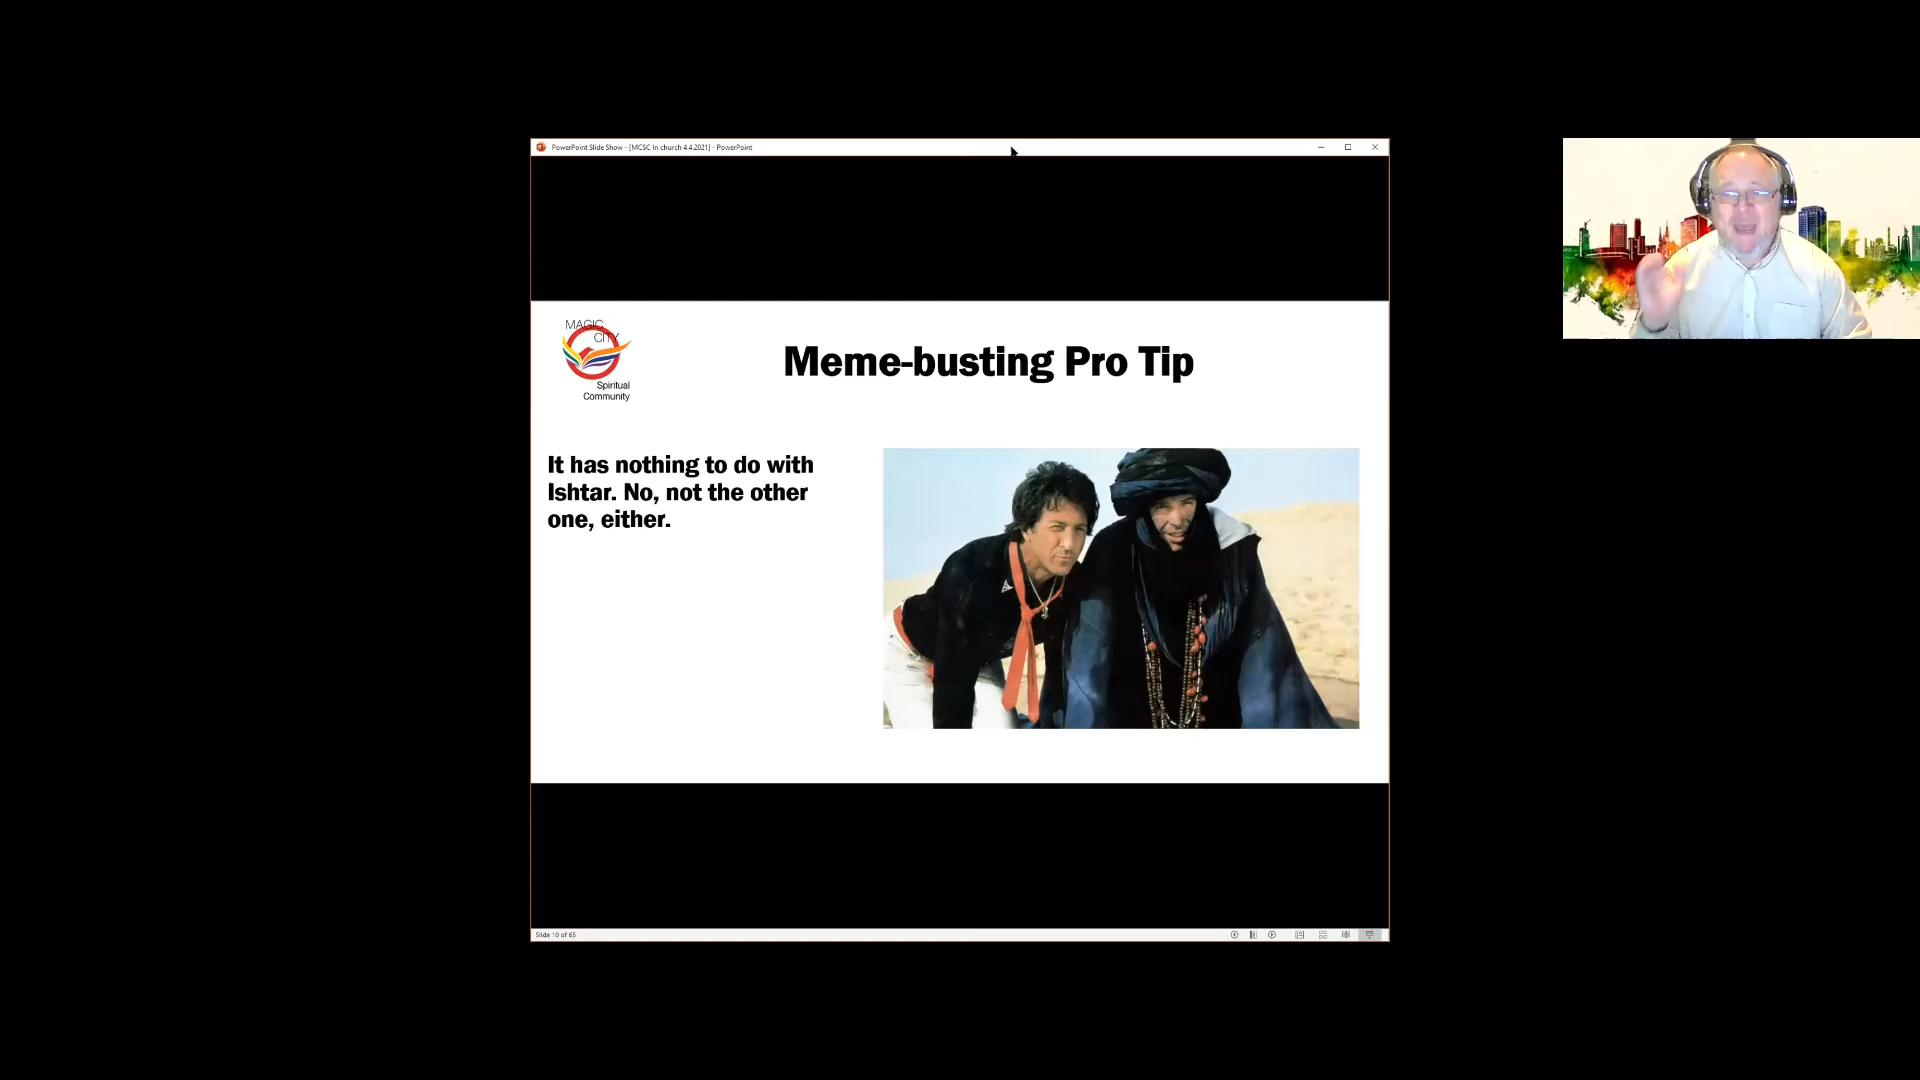 PowerPoint Slide Show - [MCSC In church 4.4.2021] - PowerPoint
MAGIC
CITY
Spiritual
Community
Meme-busting Pro Tip
It has nothing to do with
Ishtar. No, not the other
one, either.
Slide 10 of 65